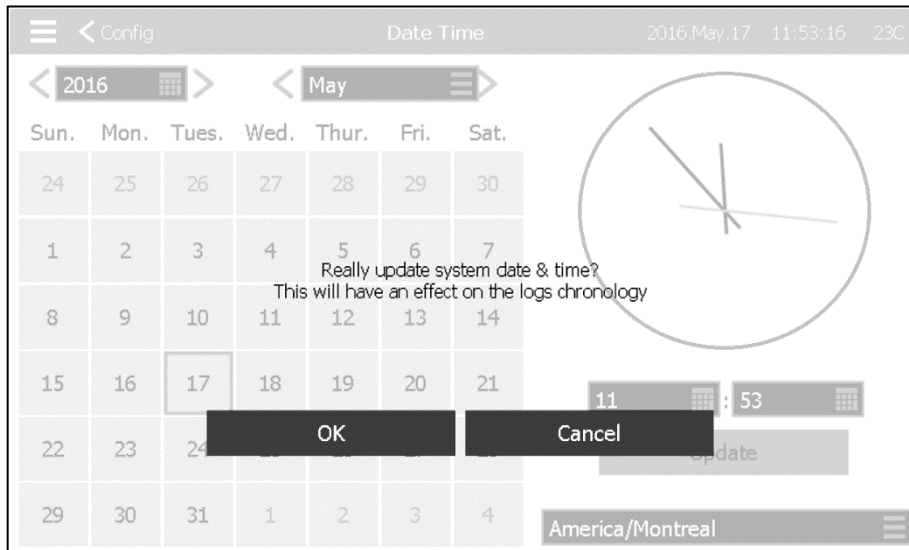 Config Date Time 2016.May.17 11:53:16 23C
2016 May
Sun. Mon. Tues. Wed. Thur. Fri. Sat.
24 25 26 27 28 29 30
1 2 3 4 5 6 7
Really update system date & time?
This will have an effect on the logs chronology
8 9 10 11 12 13 14
15 16 17 18 19 20 21
11 : 53
OK Cancel
22 23 24
Update
29 30 31 1 2 3 4
America/Montreal